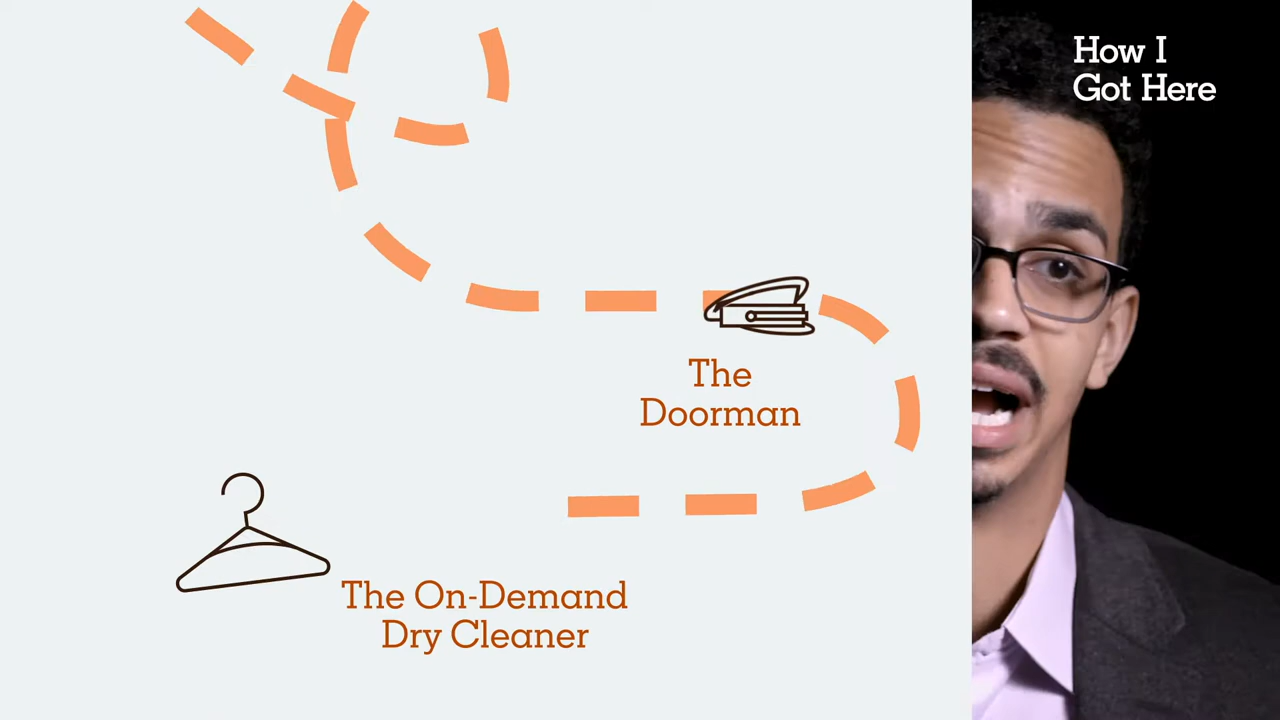 How I
Got Here
The
Doorman
The On-Demand
Dry Cleaner